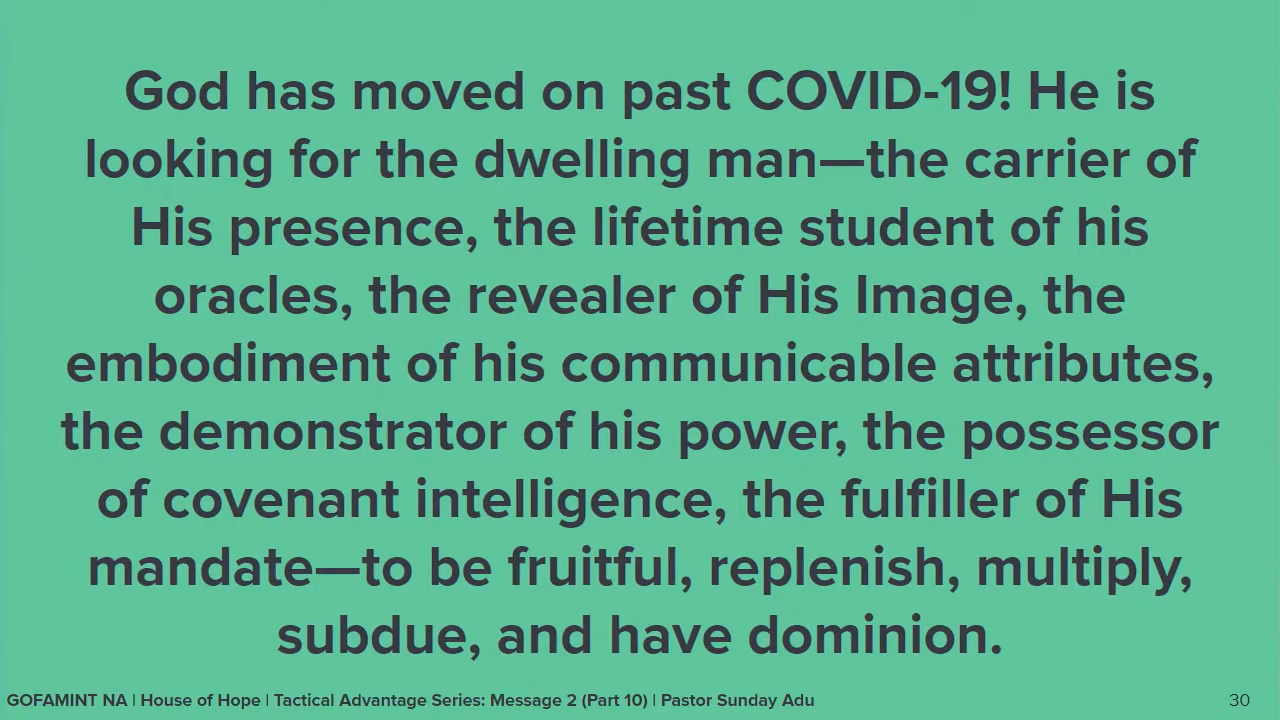 God has moved on past COVID-19! He is
looking for the dwelling man—the carrier of
His presence, the lifetime student of his
oracles, the revealer of His Image, the
embodiment of his communicable attributes,
the demonstrator of his power, the possessor
of covenant intelligence, the fulfiller of His
mandate—to be fruitful, replenish, multiply,
subdue, and have dominion.
GOFAMINT NA | House of Hope | Tactical Advantage Series: Message 2 (Part 10) | Pastor Sunday Adu 30